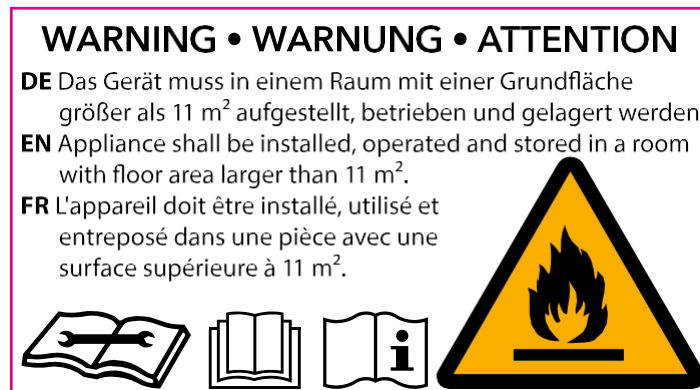 WARNING • WARNUNG • ATTENTION
DE Das Gerät muss in einem Raum mit einer Grundfläche
größer als 11 m² aufgestellt, betrieben und gelagert werden
EN Appliance shall be installed, operated and stored in a room
with floor area larger than 11 m².
FR L'appareil doit être installé, utilisé et
entreposé dans une pièce avec une
surface supérieure à 11 m².
i